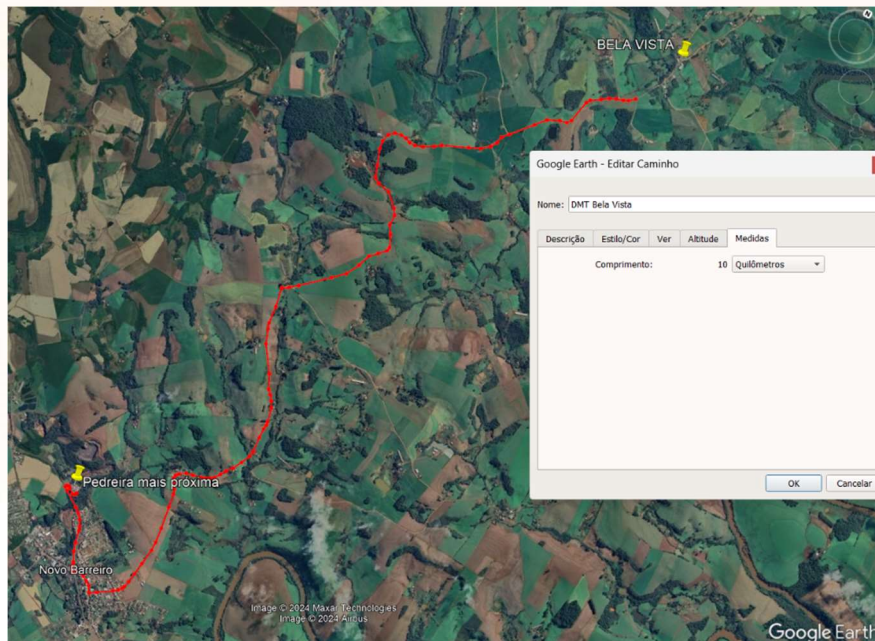 BELA VISTA
Google Earth - Editar Caminho
Nome: DMT Bela Vista
Descrição Estilo/Cor Ver Altitude Medidas
Comprimento: 10 Quilômetros
OK Cancelar
Pedreira mais próxima
Novo Barreiro
Image © 2024 Maxar Technologies
Image © 2024 Airbus
Google Earth